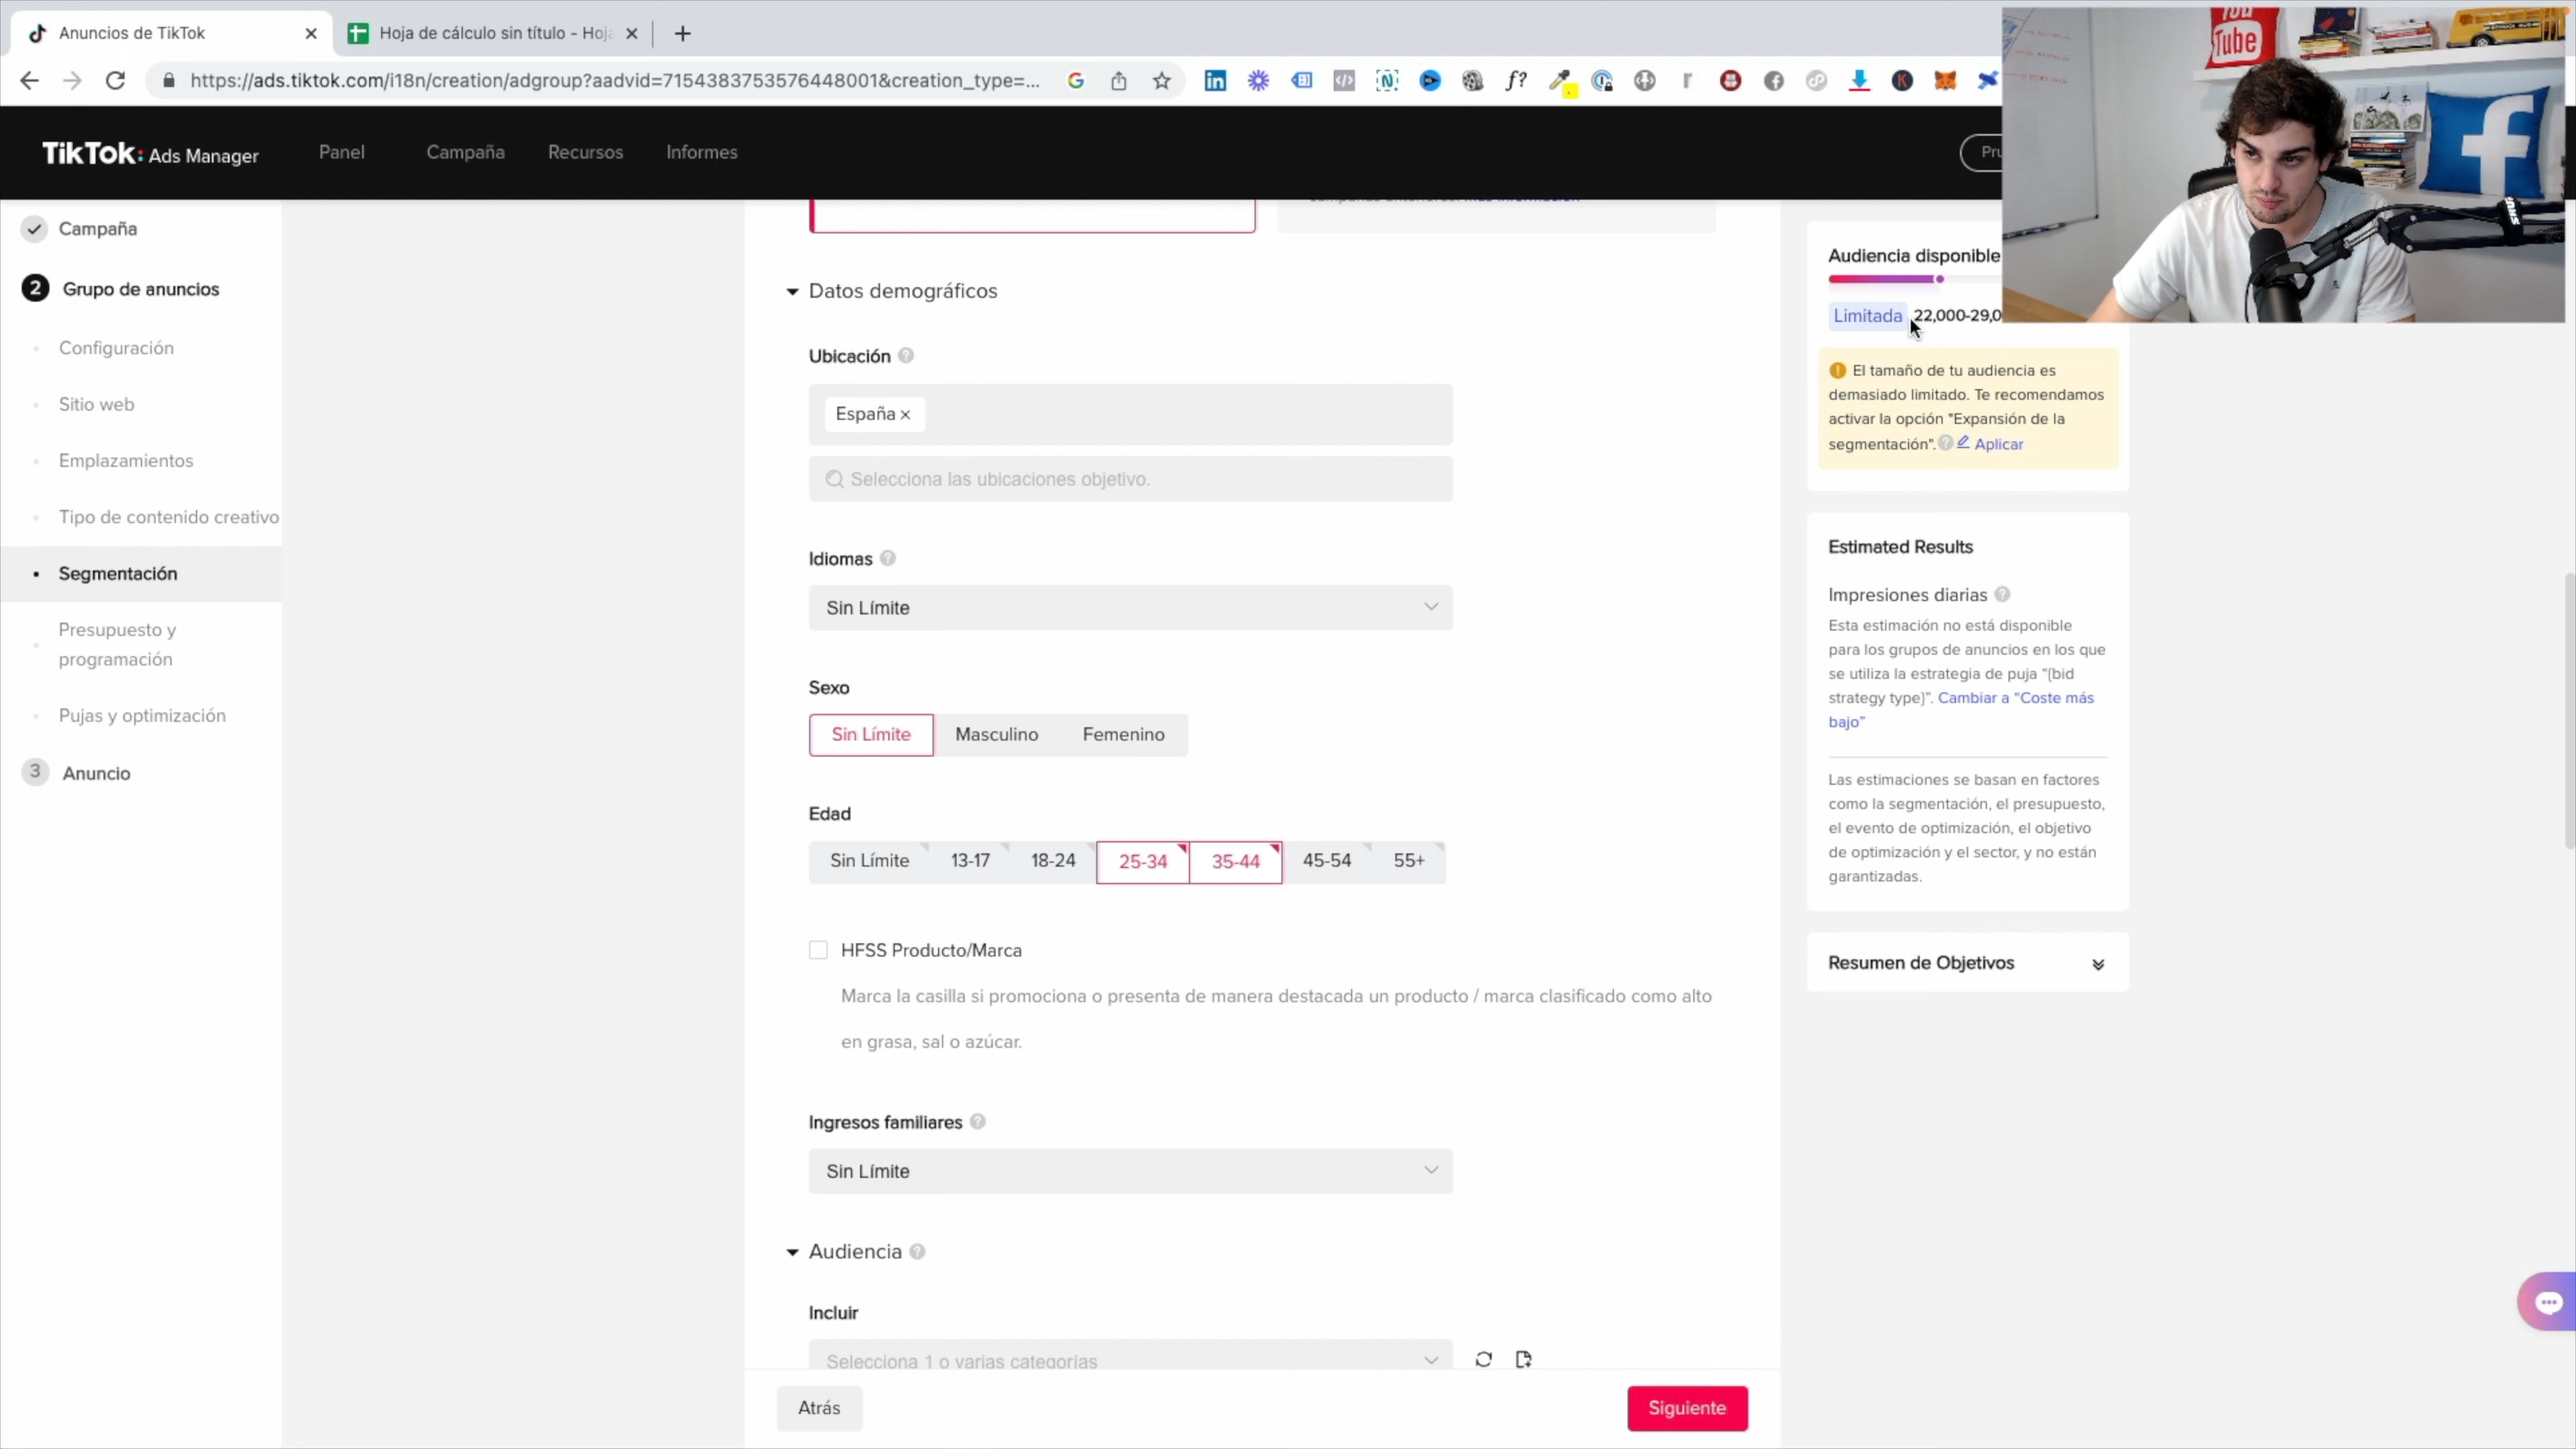 Anuncios de TikTok
Hoja de cálculo sin título - Hoja
https://ads.tiktok.com/i18n/creation/adgroup?aadvid=7154383753576448001&creation_type=...
TikTok: Ads Manager
Panel
Campaña
Recursos
Informes
You
Tube
Campaña
2 Grupo de anuncios
Configuración
Sitio web
Emplazamientos
Tipo de contenido creativo
Segmentación
Presupuesto y
programación
Pujas y optimización
3 Anuncio
Datos demográficos
Ubicación
España ×
Selecciona las ubicaciones objetivo.
Idiomas
Sin Límite
Sexo
Sin Límite
Masculino
Femenino
Edad
Sin Límite
13-17
18-24
25-34
35-44
45-54
55+
HFSS Producto/Marca
Marca la casilla si promociona o presenta de manera destacada un producto / marca clasificado como alto
en grasa, sal o azúcar.
Ingresos familiares
Sin Límite
Audiencia
Incluir
Selecciona 1 o varias categorías
Atrás
Siguiente
Audiencia disponible
Limitada 22,000-29,0
El tamaño de tu audiencia es
demasiado limitado. Te recomendamos
activar la opción "Expansión de la
segmentación". Aplicar
Estimated Results
Impresiones diarias
Esta estimación no está disponible
para los grupos de anuncios en los que
se utiliza la estrategia de puja “{bid
strategy type}”. Cambiar a “Coste más
bajo”
Las estimaciones se basan en factores
como la segmentación, el presupuesto,
el evento de optimización, el objetivo
de optimización y el sector, y no están
garantizadas.
Resumen de Objetivos